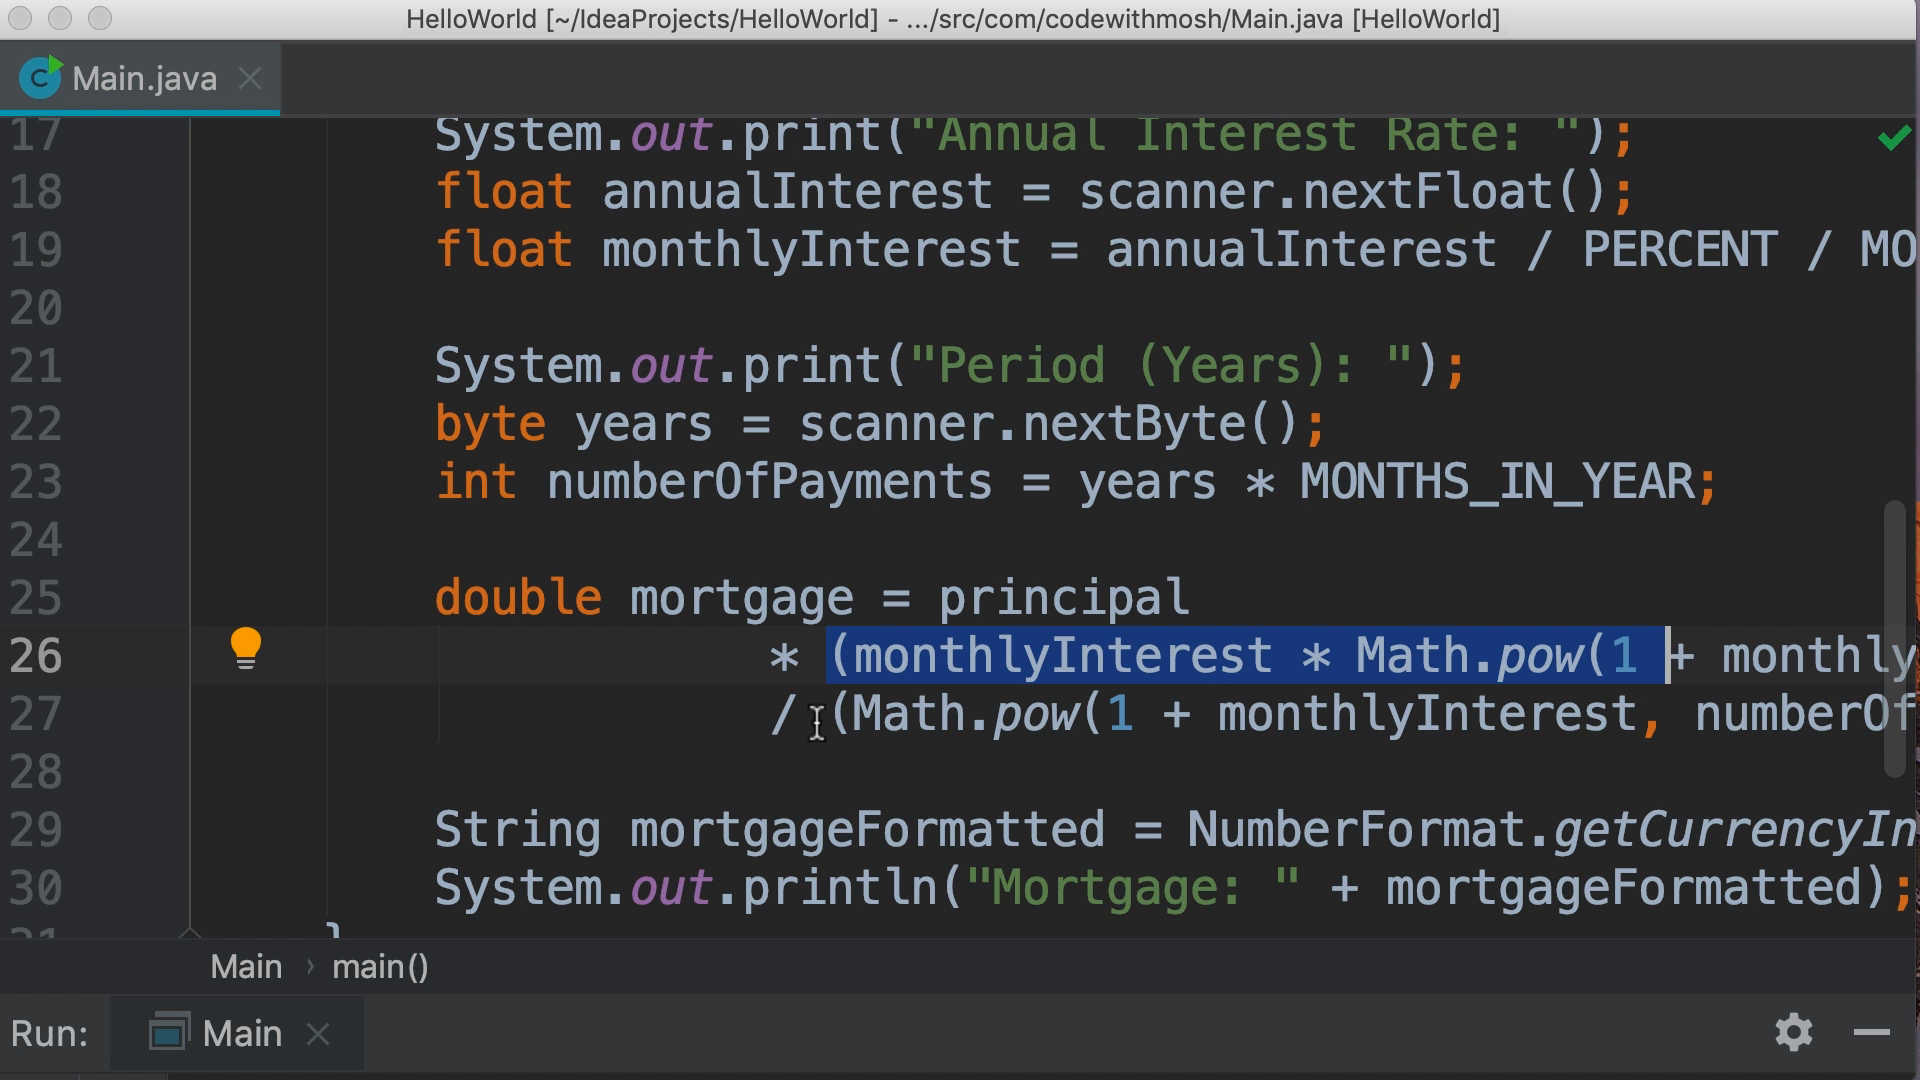 HelloWorld [~/IdeaProjects/HelloWorld] - .../src/com/codewithmosh/Main.java [HelloWorld]
C Main.java
17 System.out.print("Annual Interest Rate: ");
18 float annualInterest = scanner.nextFloat();
19 float monthlyInterest = annualInterest / PERCENT / MO
20
21 System.out.print("Period (Years): ");
22 byte years = scanner.nextByte();
23 int numberOfPayments = years * MONTHS_IN_YEAR;
24
25 double mortgage = principal
26 * (monthlyInterest * Math.pow(1 + monthly
27 / (Math.pow(1 + monthlyInterest, numberOf
28
29 String mortgageFormatted = NumberFormat.getCurrencyIn
30 System.out.println("Mortgage: " + mortgageFormatted);
31 }
Main › main()
Run: Main